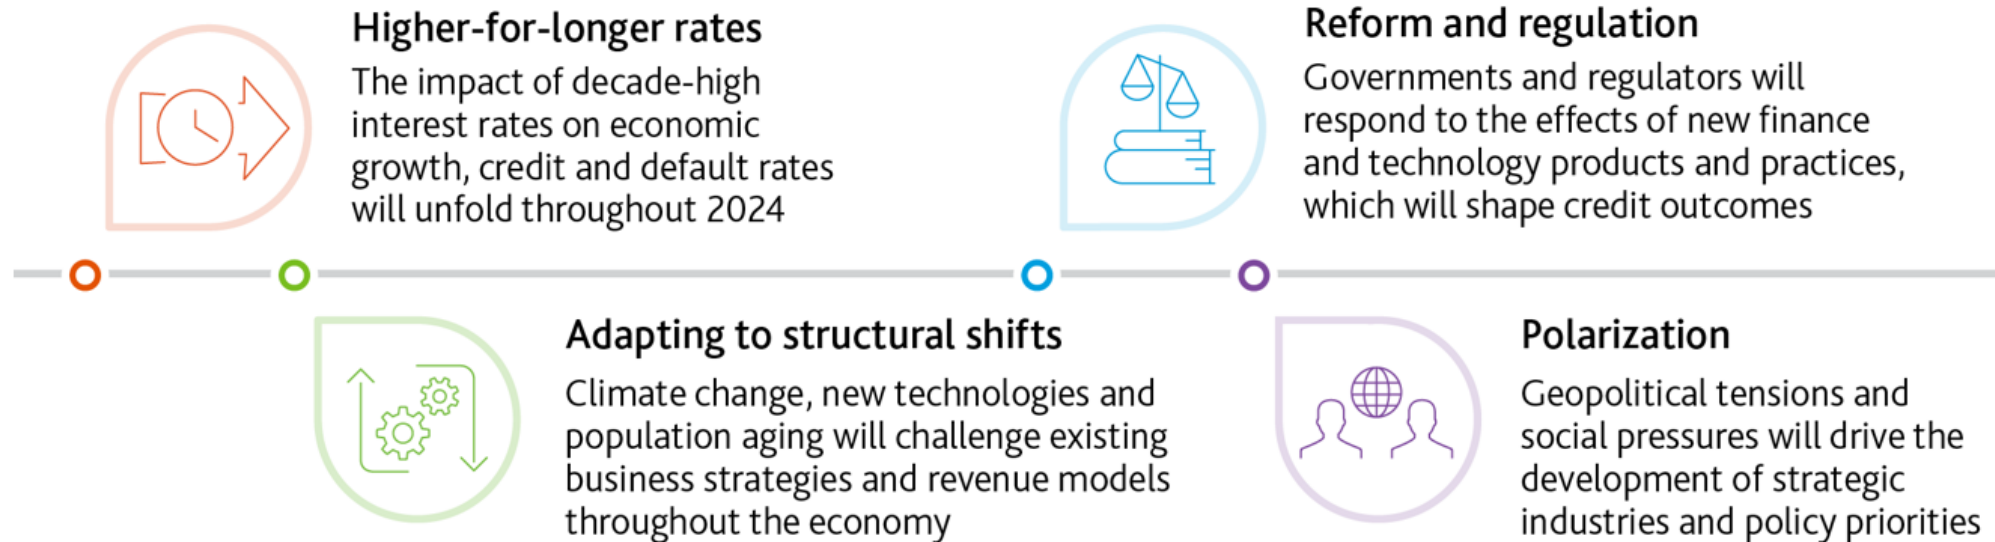 Higher-for-longer rates
The impact of decade-high
interest rates on economic
growth, credit and default rates
will unfold throughout 2024
Adapting to structural shifts
Climate change, new technologies and
population aging will challenge existing
business strategies and revenue models
throughout the economy
Reform and regulation
Governments and regulators will
respond to the effects of new finance
and technology products and practices,
which will shape credit outcomes
Polarization
Geopolitical tensions and
social pressures will drive the
development of strategic
industries and policy priorities